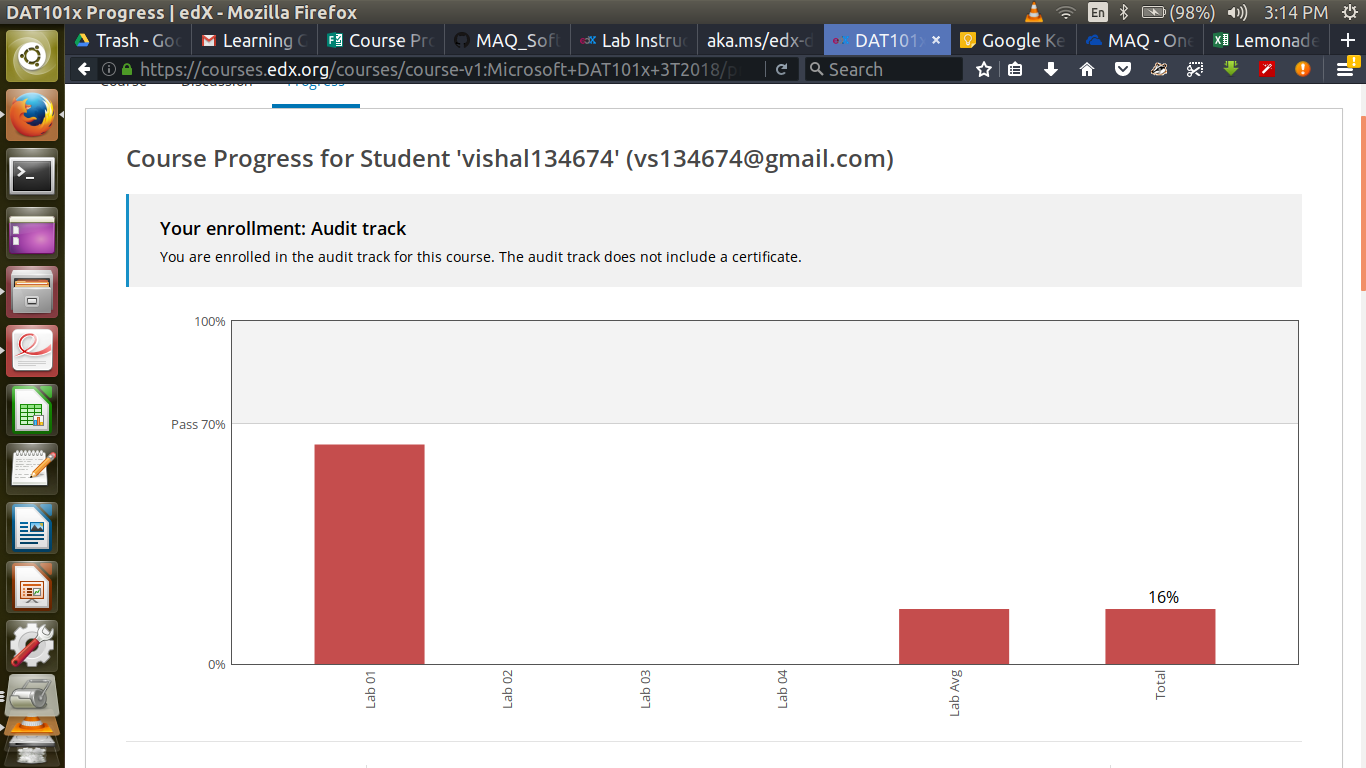 DAT101x Progress | edX - Mozilla Firefox
En
(98%)
3:14 PM
Trash - Goo
Learning C
Course Pro
MAQ_Soft
Lab Instruc
aka.ms/edx-d
DAT101x
Google Ke
MAQ - One
Lemonade
https://courses.edx.org/courses/course-v1:Microsoft+DAT101x+3T2018/p
Search
Course
Discussion
Progress
Course Progress for Student 'vishal134674' (vs134674@gmail.com)
Your enrollment: Audit track
You are enrolled in the audit track for this course. The audit track does not include a certificate.
100%
Pass 70%
16%
0%
Lab 01
Lab 02
Lab 03
Lab 04
Lab Avg
Total